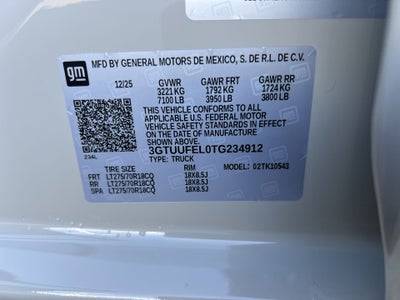 MFD BY GENERAL MOTORS DE MEXICO, S. DE R.L. DE C.V.
gm
12/25 GVWR GAWR FRT GAWR RR
3221 KG 1792 KG 1724 KG
7100 LB 3950 LB 3800 LB
THIS VEHICLE CONFORMS TO ALL
APPLICABLE U.S. FEDERAL MOTOR
VEHICLE SAFETY STANDARDS IN
EFFECT ON THE DATE OF MANUFACTURE
SHOWN ABOVE.
3GTUUFEL0TG234912
234L TYPE: TRUCK MODEL: 02TK10543
TIRE SIZE RIM
FRT LT275/70R18CQ 18X8.5J
RR LT275/70R18CQ 18X8.5J
SPA LT275/70R18CQ 18X8.5J